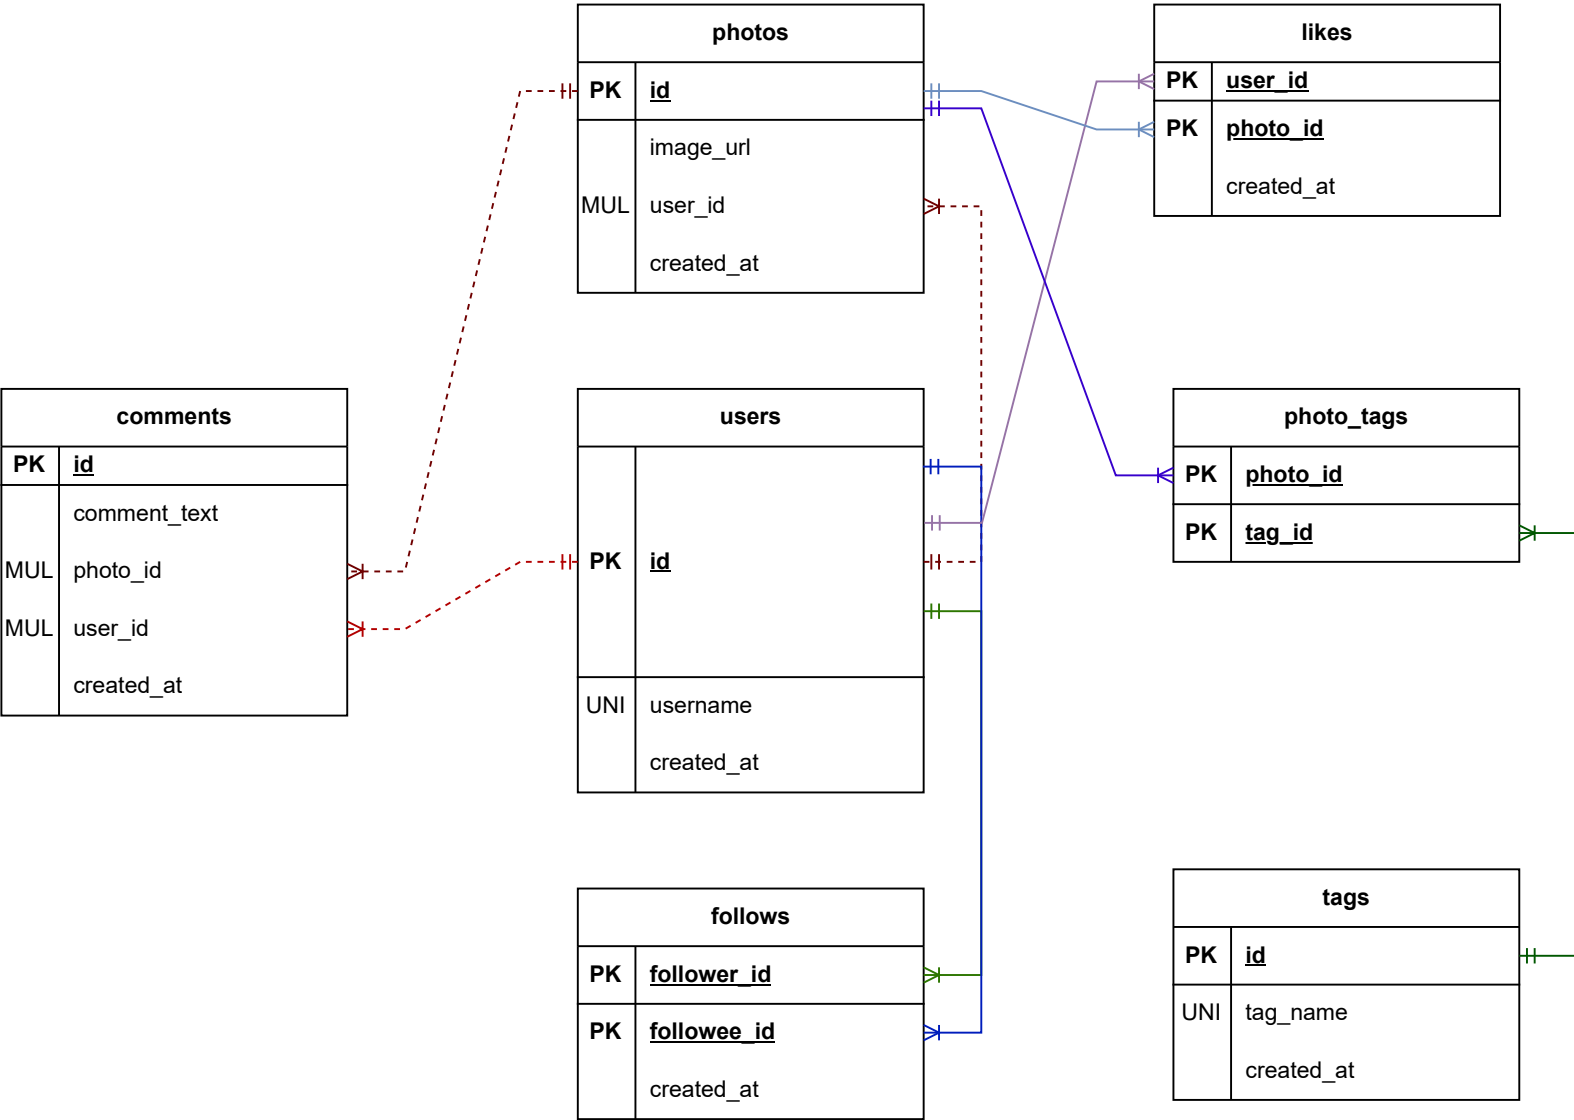 photos
PK id
image_url
MUL user_id
created_at
likes
PK user_id
PK photo_id
created_at
comments
PK id
comment_text
MUL photo_id
MUL user_id
created_at
users
PK id
UNI username
created_at
photo_tags
PK photo_id
PK tag_id
follows
PK follower_id
PK followee_id
created_at
tags
PK id
UNI tag_name
created_at